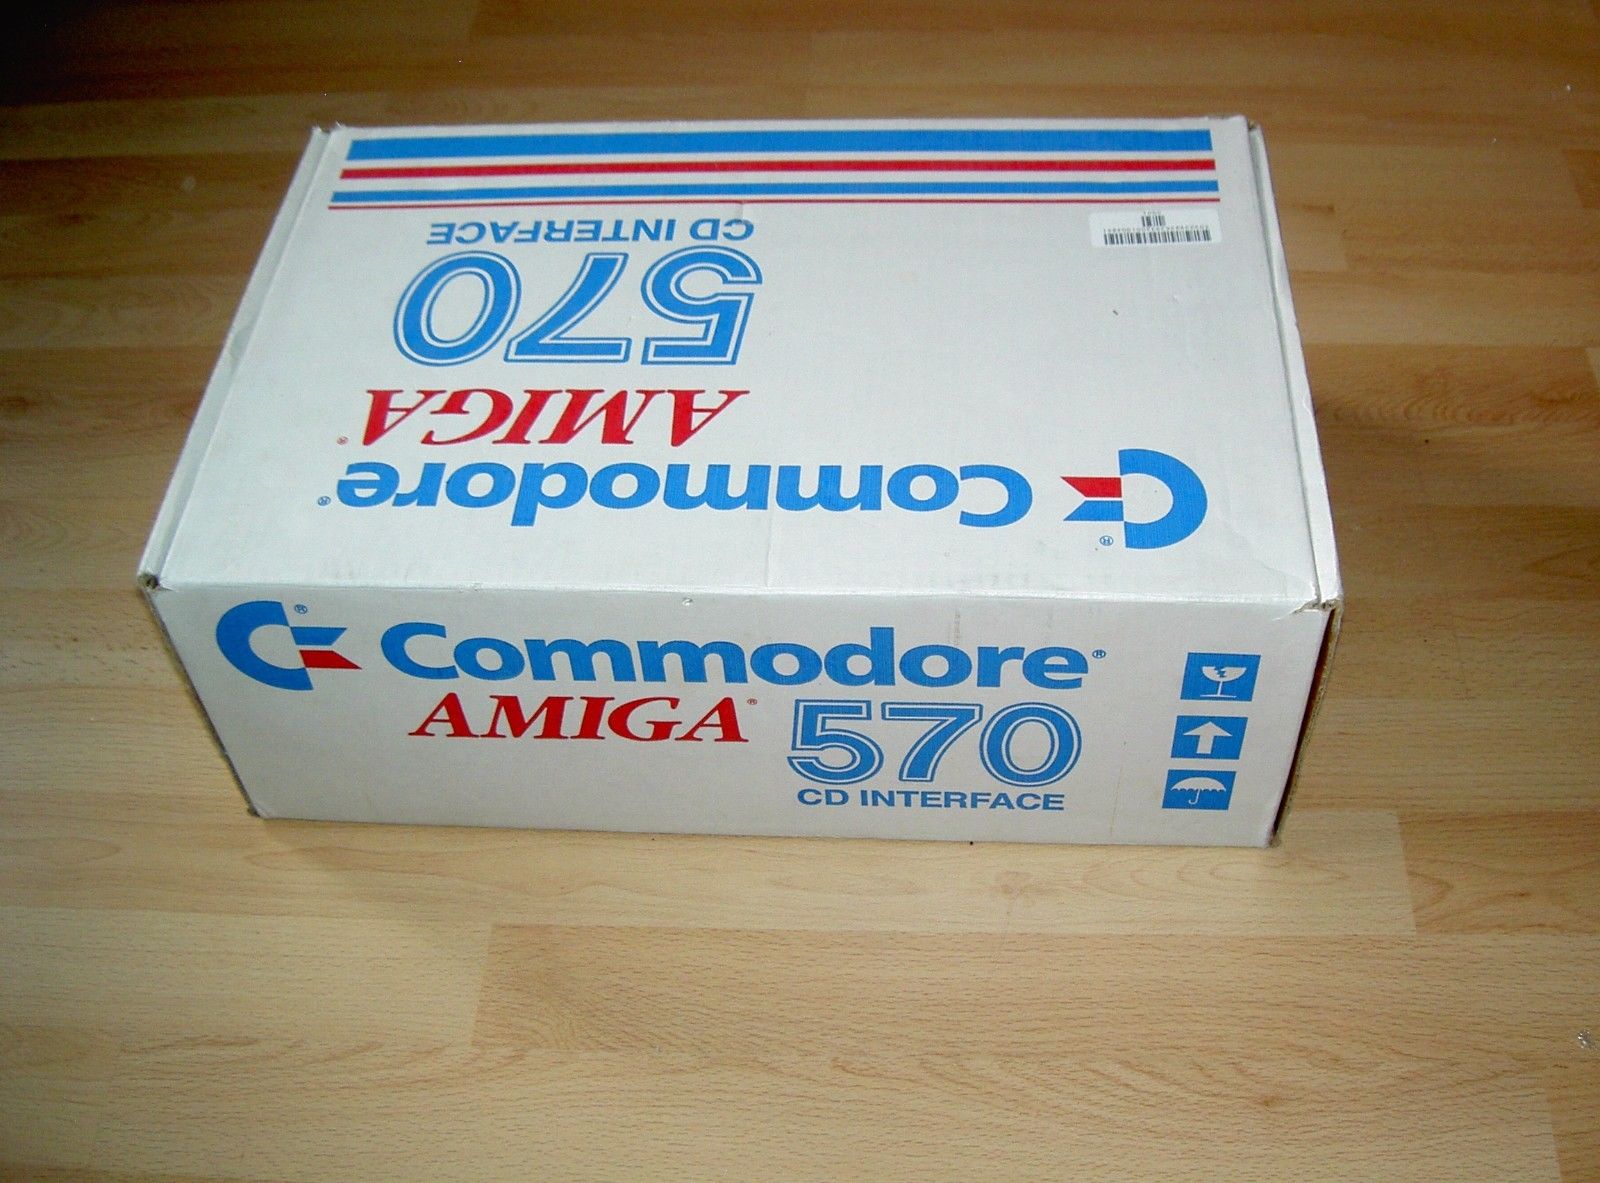 CD INTERFACE
570
AMIGA®
Commodore®
®
® Commodore®
AMIGA® 570
CD INTERFACE